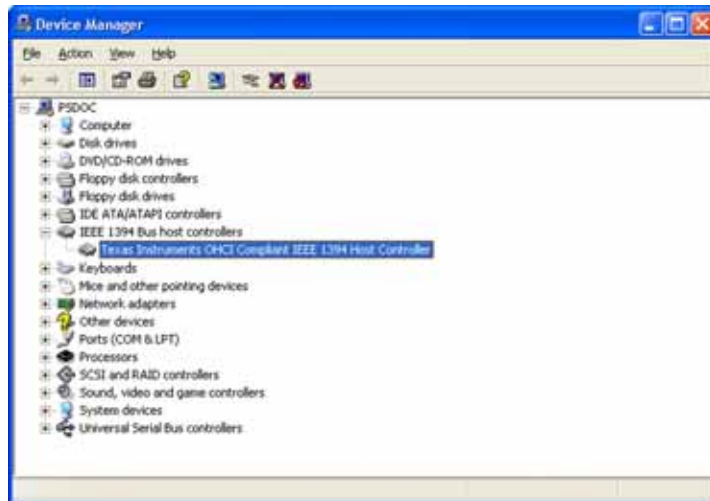 Device Manager
File Action View Help
PSDOC
Computer
Disk drives
DVD/CD-ROM drives
Floppy disk controllers
Floppy disk drives
IDE ATA/ATAPI controllers
IEEE 1394 Bus host controllers
Texas Instruments OHCI Compliant IEEE 1394 Host Controller
Keyboards
Mice and other pointing devices
Network adapters
Other devices
Ports (COM & LPT)
Processors
SCSI and RAID controllers
Sound, video and game controllers
System devices
Universal Serial Bus controllers